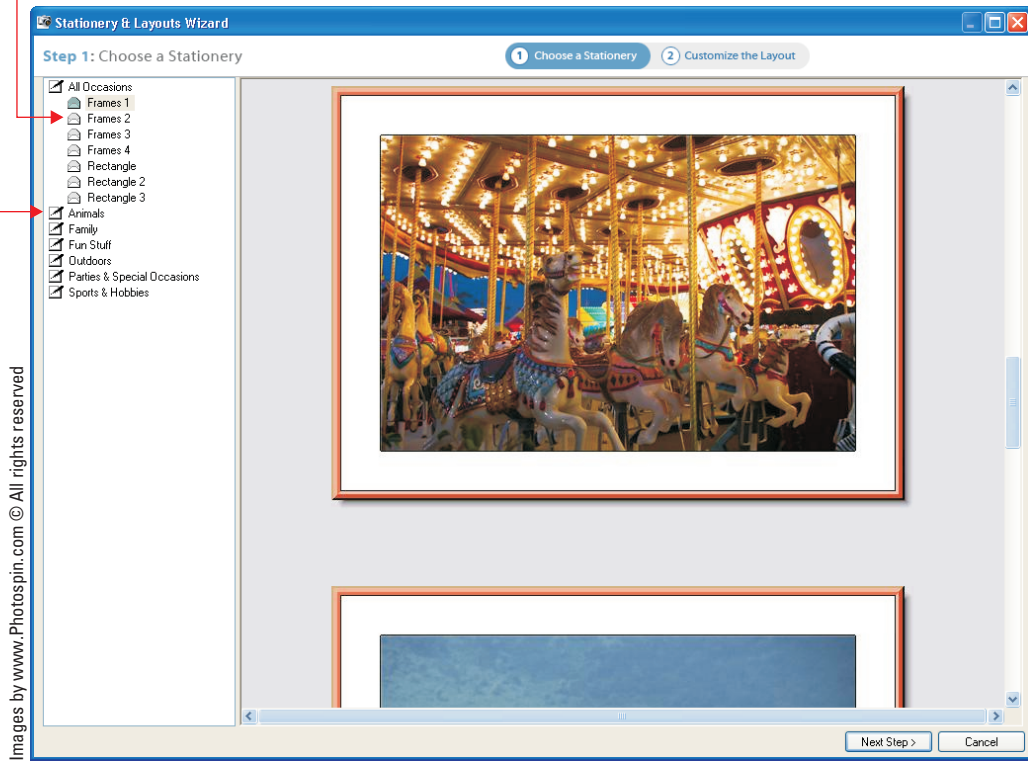 Stationery & Layouts Wizard
Step 1: Choose a Stationery
1 Choose a Stationery
2 Customize the Layout
All Occasions
Frames 1
Frames 2
Frames 3
Frames 4
Rectangle
Rectangle 2
Rectangle 3
Animals
Family
Fun Stuff
Outdoors
Parties & Special Occasions
Sports & Hobbies
Next Step >
Cancel
Images by www.Photospin.com © All rights reserved